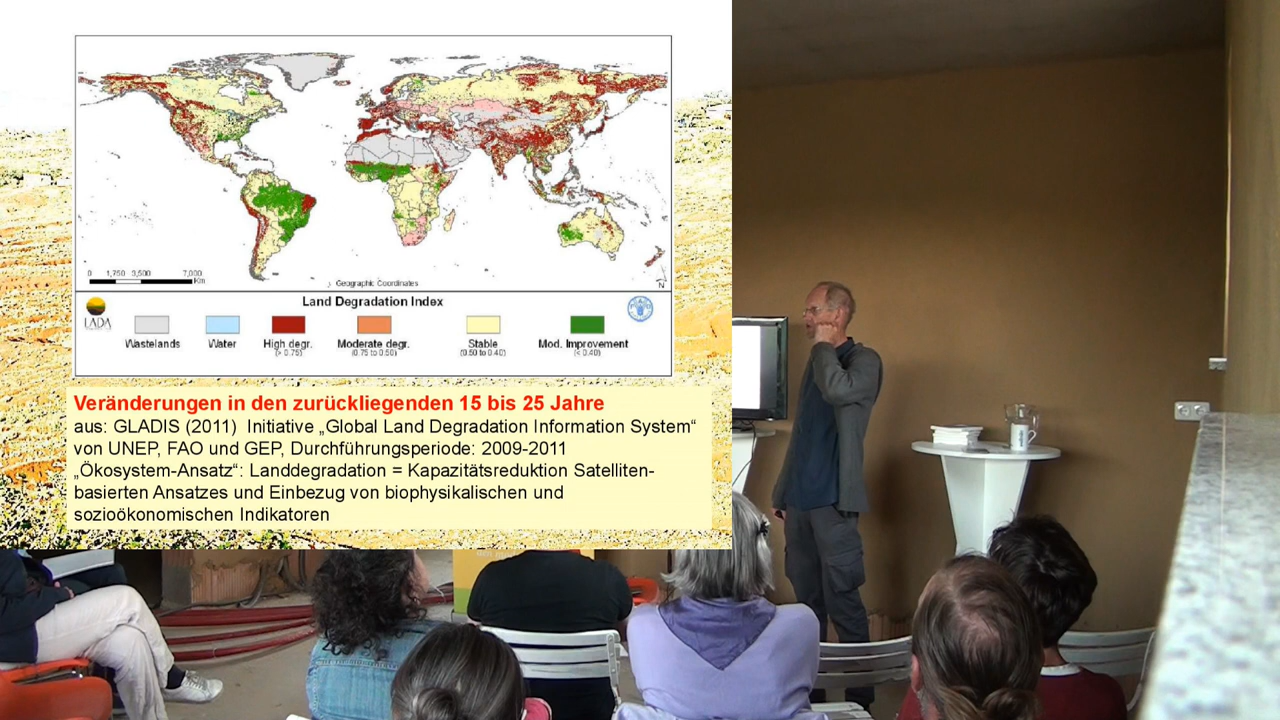 0 1,750 3,500 7,000
Km
Geographic Coordinates
N
Land Degradation Index
LADA
FAO
Wastelands Water High degr. Moderate degr. Stable Mod. Improvement
(> 0.75) (0.75 to 0.50) (0.50 to 0.40) (< 0.40)
Veränderungen in den zurückliegenden 15 bis 25 Jahre
aus: GLADIS (2011) Initiative „Global Land Degradation Information System“
von UNEP, FAO und GEP, Durchführungsperiode: 2009-2011
„Ökosystem-Ansatz“: Landdegradation = Kapazitätsreduktion Satelliten-
basierten Ansatzes und Einbezug von biophysikalischen und
sozioökonomischen Indikatoren